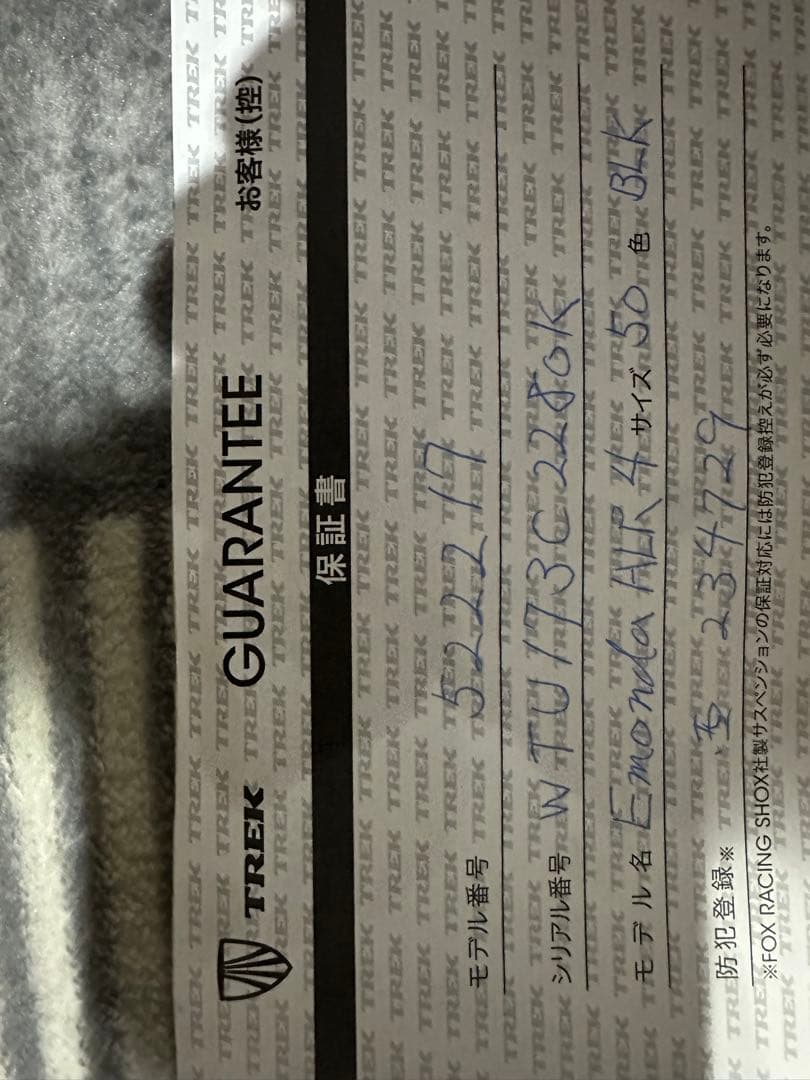 TREK GUARANTEE お客様(控)
保証書
モデル番号 522217
シリアル番号 WTU173C2280K
モデル名 Emonda ALR 4 サイズ 50 色 BLK
防犯登録※ 234729
※FOX RACING SHOX社製サスペンションの保証対応には防犯登録控えが必ず必要になります。